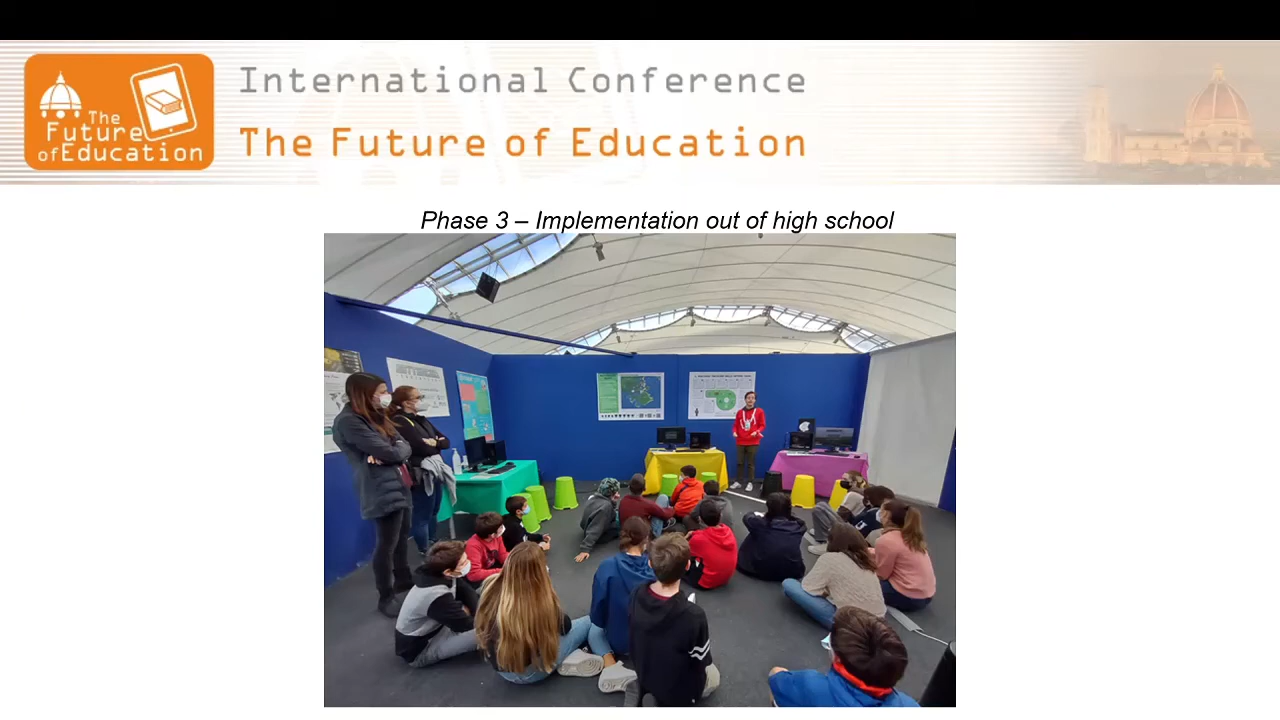 The
Future
of Education
International Conference
The Future of Education
Phase 3 – Implementation out of high school